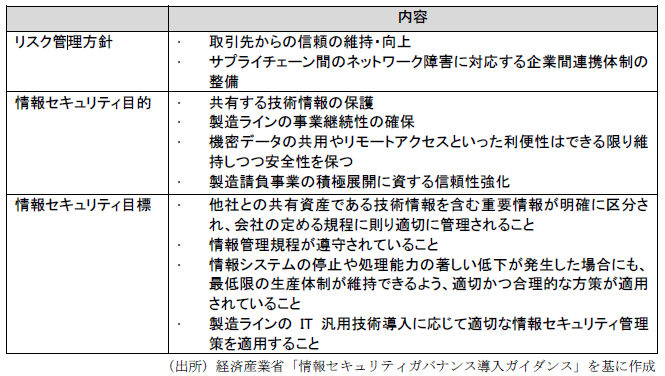 内容
リスク管理方針
・ 取引先からの信頼の維持・向上
・ サプライチェーン間のネットワーク障害に対応する企業間連携体制の
整備
情報セキュリティ目的
・ 共有する技術情報の保護
・ 製造ラインの事業継続性の確保
・ 機密データの共用やリモートアクセスといった利便性はできる限り維
持しつつ安全性を保つ
・ 製造請負事業の積極展開に資する信頼性強化
情報セキュリティ目標
・ 他社との共有資産である技術情報を含む重要情報が明確に区分さ
れ、会社の定める規程に則り適切に管理されること
・ 情報管理規程が遵守されていること
・ 情報システムの停止や処理能力の著しい低下が発生した場合にも、
最低限の生産体制が維持できるよう、適切かつ合理的な方策が適用
されていること
・ 製造ラインの IT 汎用技術導入に応じて適切な情報セキュリティ管理
策を適用すること
（出所）経済産業省「情報セキュリティガバナンス導入ガイダンス」を基に作成